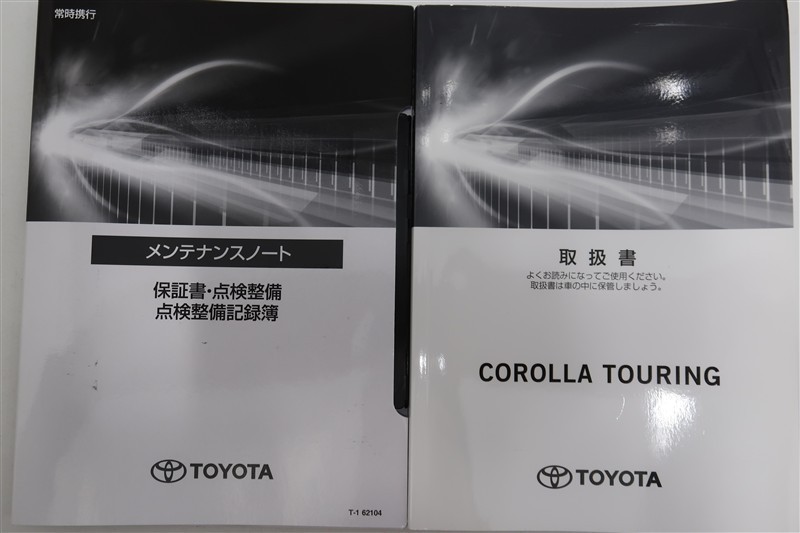 常時携行
メンテナンスノート
保証書・点検整備
点検整備記録簿
TOYOTA
T-1 62104
取扱書
よくお読みになってご使用ください。
取扱書は車の中に保管しましょう。
COROLLA TOURING
TOYOTA